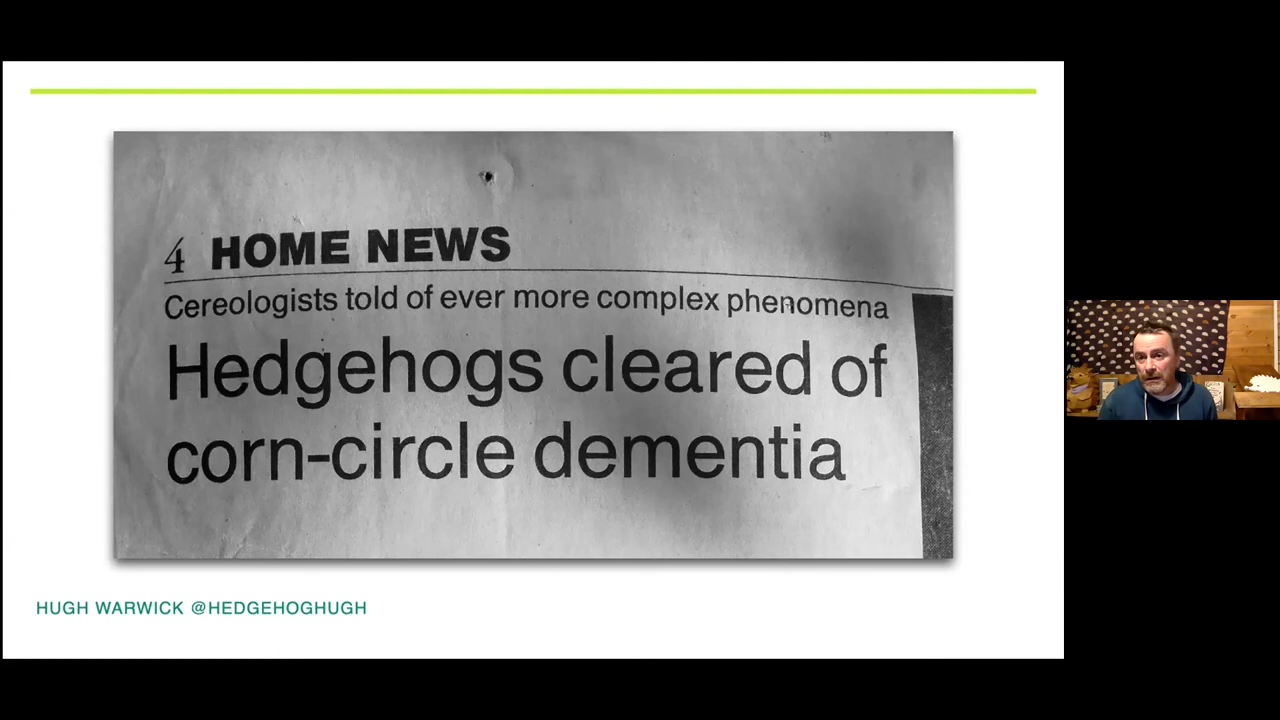 4 HOME NEWS
Cereologists told of ever more complex phenomena
Hedgehogs cleared of
corn-circle dementia
HUGH WARWICK @HEDGEHOGHUGH